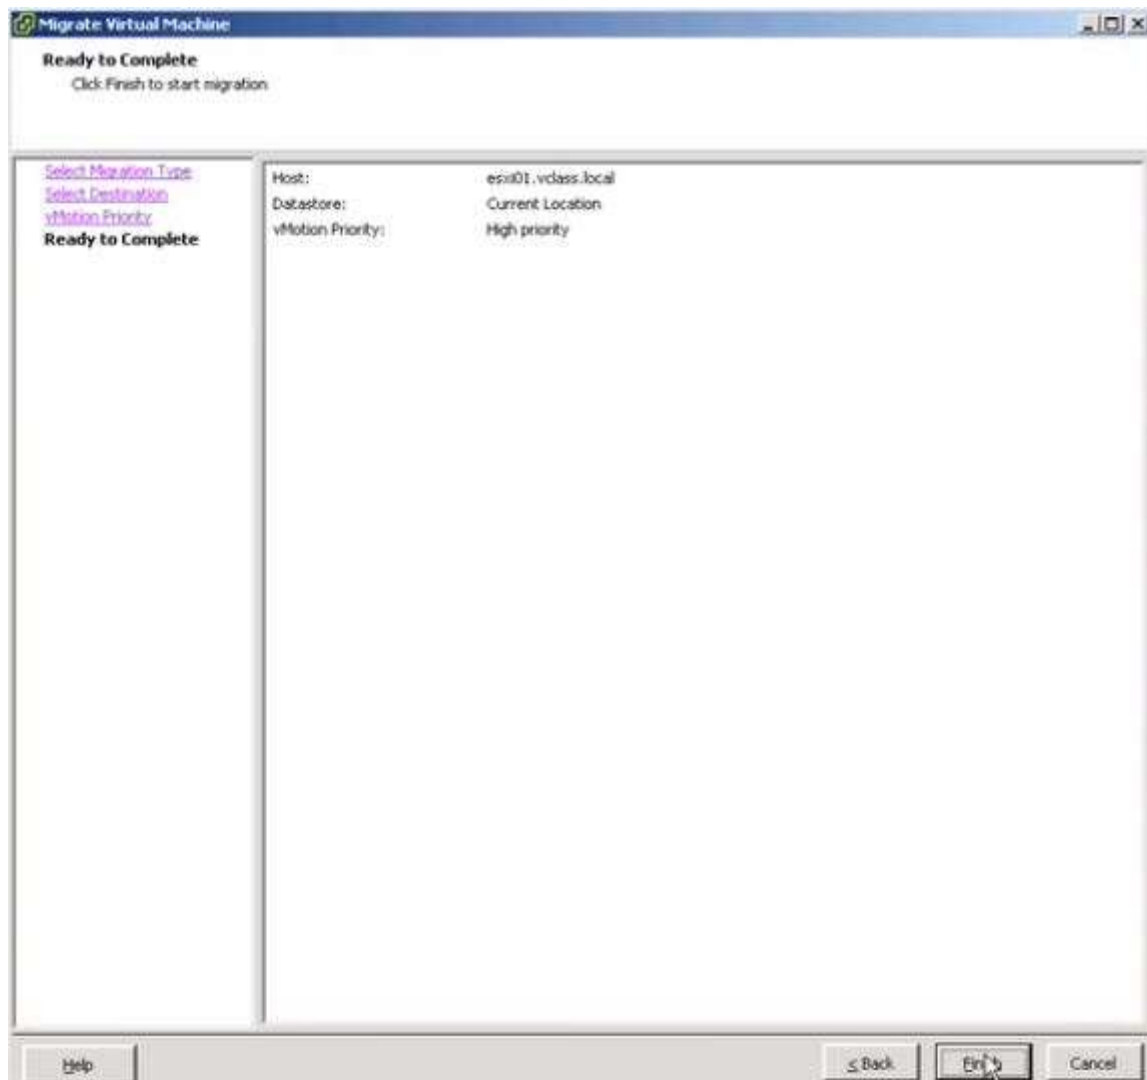 Migrate Virtual Machine
Ready to Complete
Click Finish to start migration
Select Migration Type
Select Destination
vMotion Priority
Ready to Complete
Host: esxi01.vclass.local
Datastore: Current Location
vMotion Priority: High priority
Help
< Back
Finish
Cancel